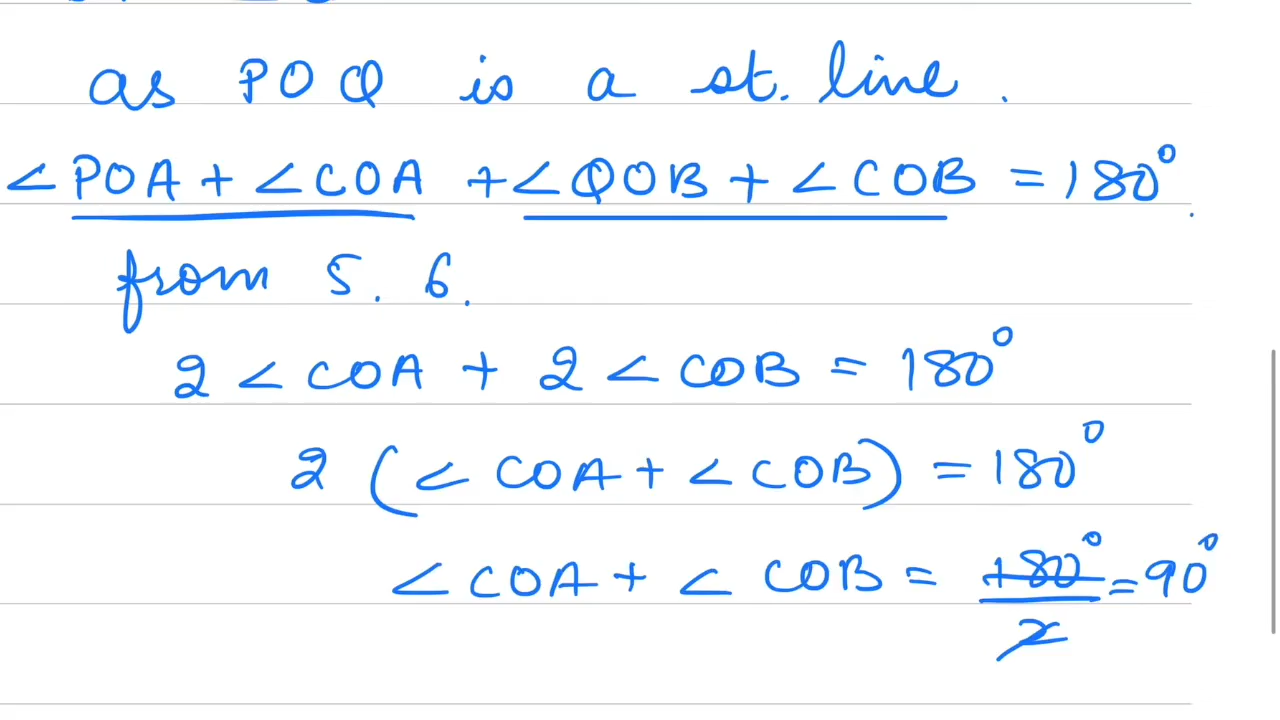 as POQ is a st. line.
<POA + <COA + <QOB + <COB = 180°.
from 5. 6.
2 < COA + 2 < COB = 180°
2 (< COA + < COB) = 180°
< COA + < COB = 180°/2 = 90°